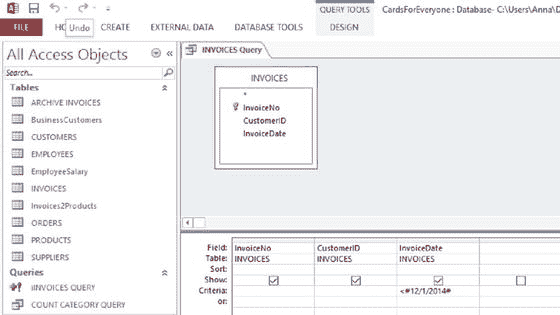 QUERY TOOLS
CardsForEveryone : Database- C:\Users\Anna\D
FILE HO Undo CREATE EXTERNAL DATA DATABASE TOOLS DESIGN
All Access Objects
Search...
Tables
ARCHIVE INVOICES
BusinessCustomers
CUSTOMERS
EMPLOYEES
EmployeeSalary
INVOICES
Invoices2Products
ORDERS
PRODUCTS
SUPPLIERS
Queries
!INVOICES QUERY
COUNT CATEGORY QUERY
INVOICES Query
INVOICES
*
InvoiceNo
CustomerID
InvoiceDate
Field: InvoiceNo CustomerID InvoiceDate
Table: INVOICES INVOICES INVOICES
Sort:
Show:
Criteria: <#12/1/2014#
or: